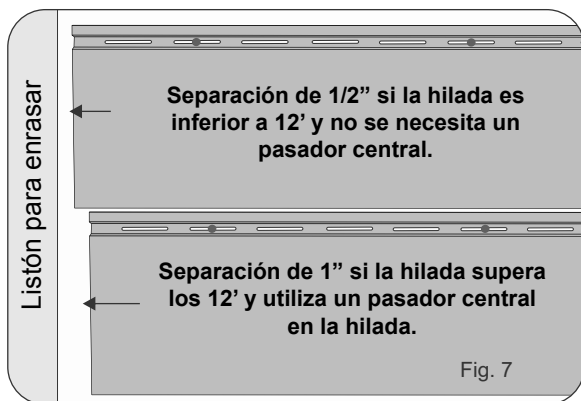 Listón para enrasar
Separación de 1/2” si la hilada es
inferior a 12’ y no se necesita un
pasador central.
Separación de 1” si la hilada supera
los 12’ y utiliza un pasador central
en la hilada.
Fig. 7